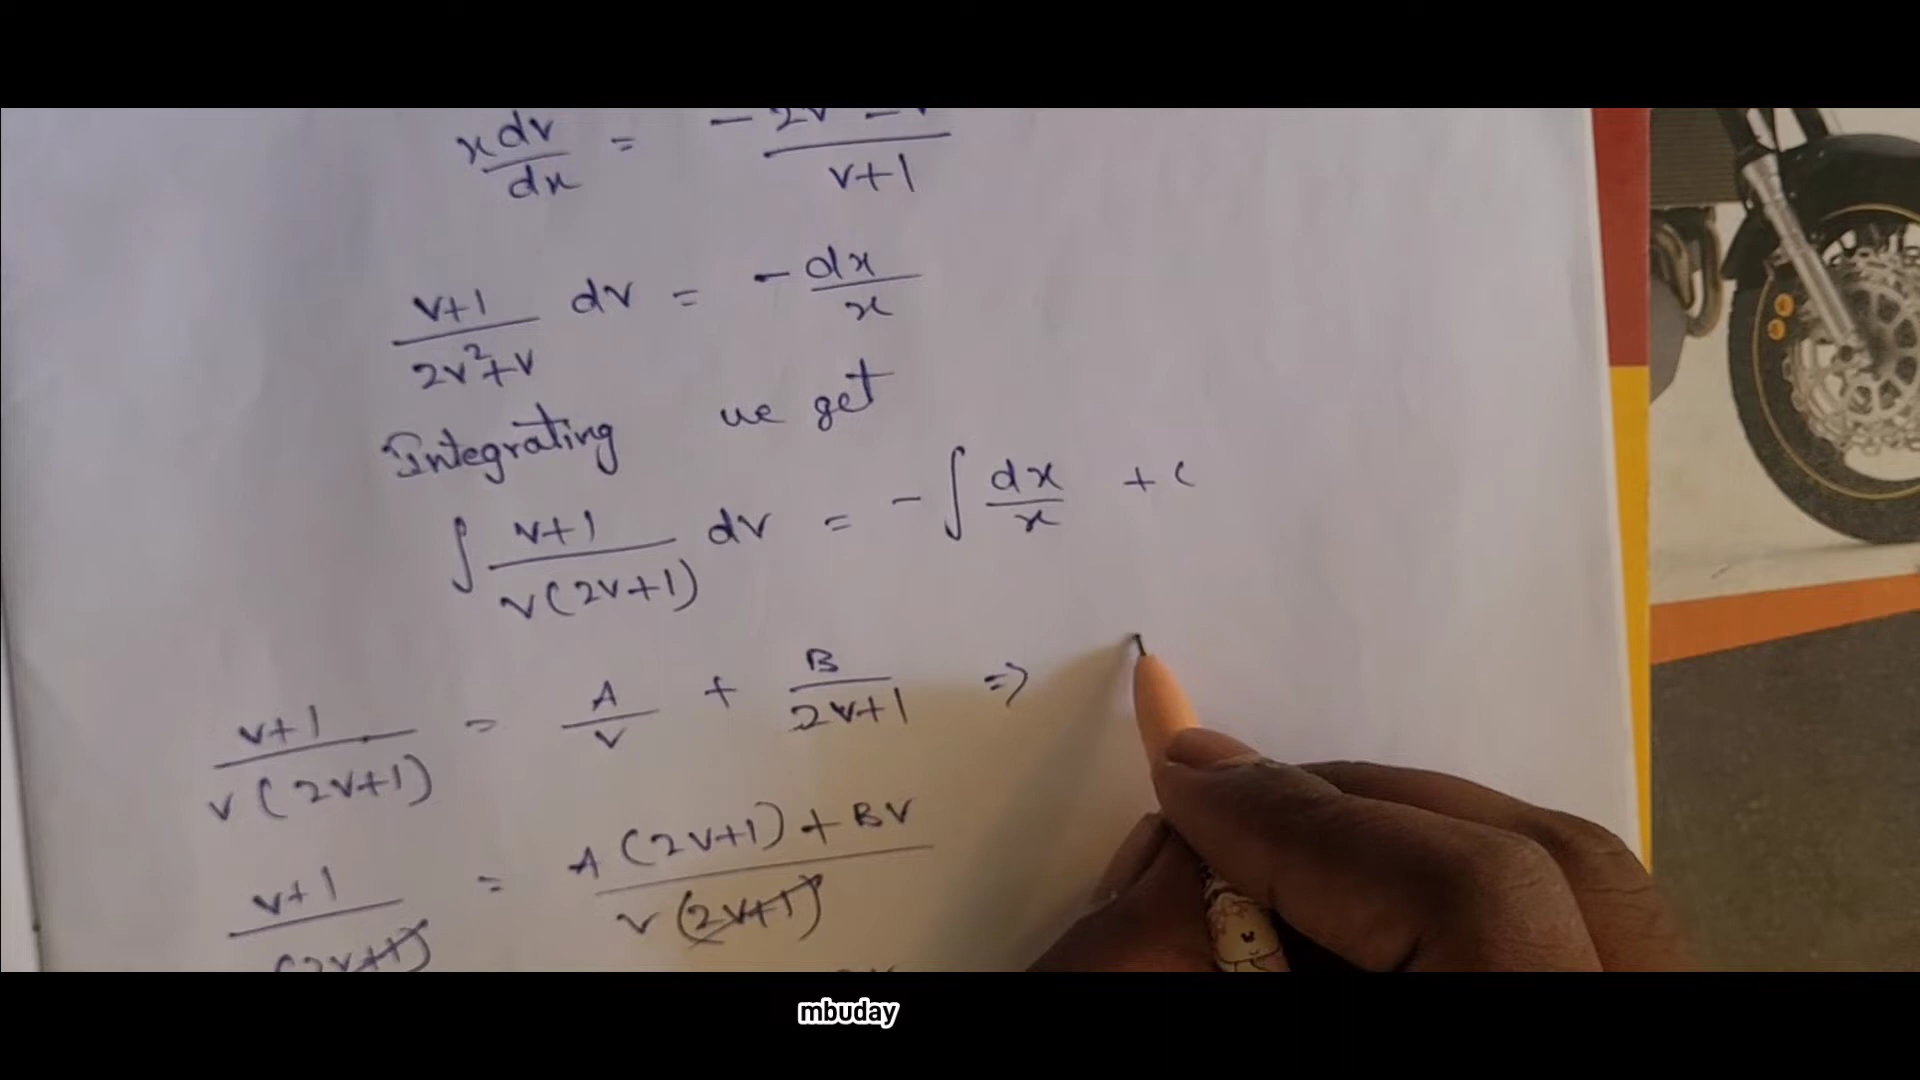 x dv/dx = - 2v - v / v+1
v+1 / 2v²+v dv = - dx / x
Integrating we get
∫ v+1 / v(2v+1) dv = - ∫ dx / x + c
v+1 / v(2v+1) = A / v + B / 2v+1 ⇒
v+1 / (2v+1) = A(2v+1) + Bv / v(2v+1)
mbuday